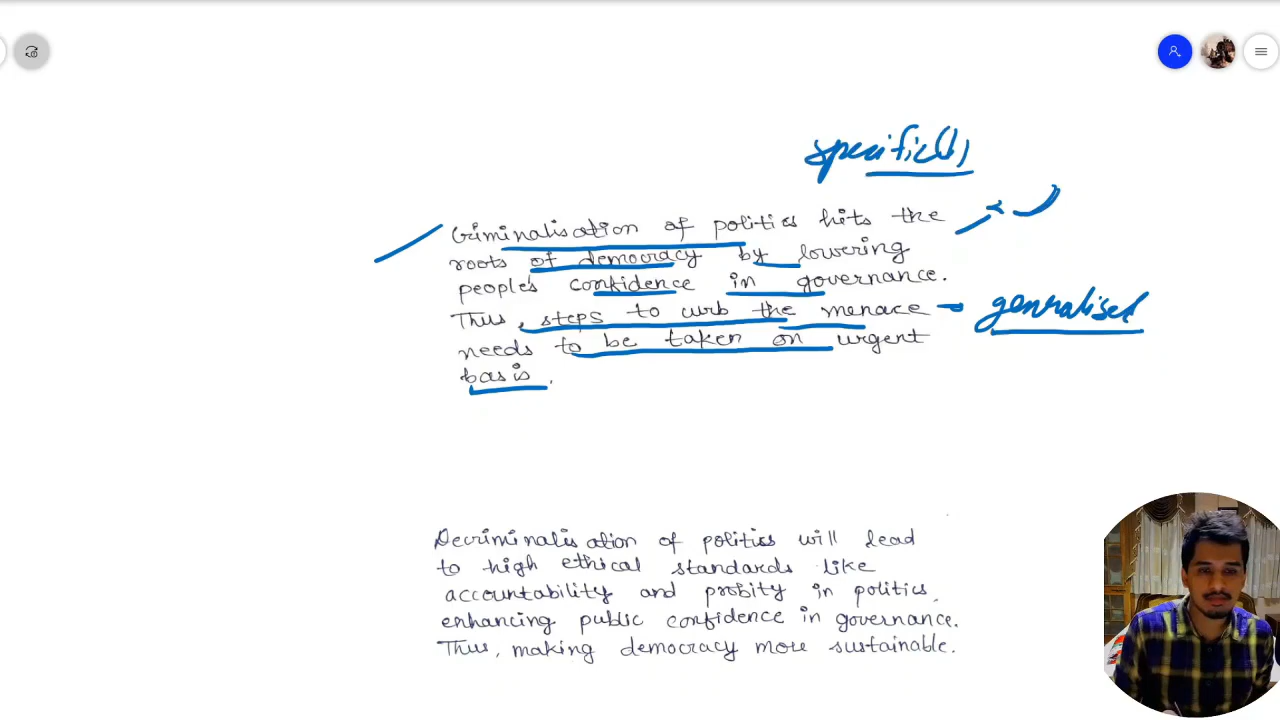 Criminalisation of politics hits the
roots of democracy by lowering
people's confidence in governance.
Thus, steps to curb the menace
generalised
needs to be taken on urgent
basis.
Decriminalisation of politics will lead
to high ethical standards like
accountability and probity in politics,
enhancing public confidence in governance.
Thus, making democracy more sustainable.